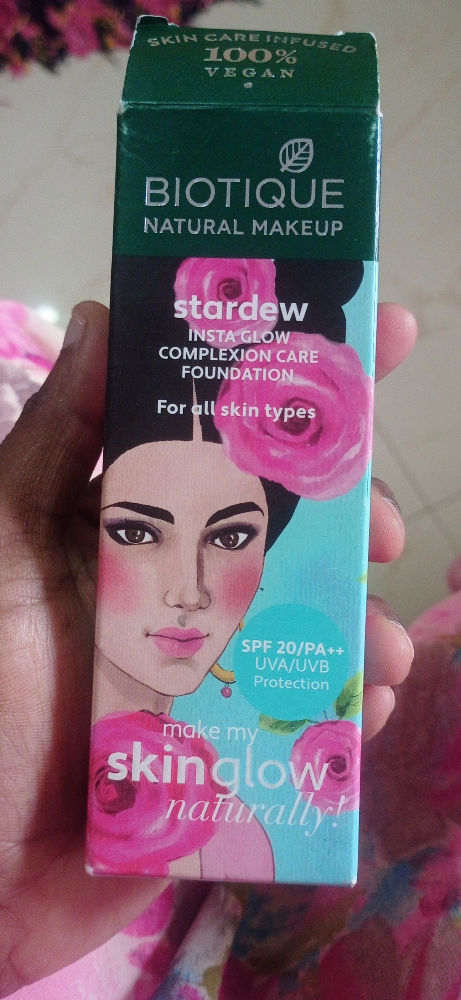 SKIN CARE INFUSED
100%
VEGAN
BIOTIQUE
NATURAL MAKEUP
stardew
INSTA GLOW
COMPLEXION CARE
FOUNDATION
For all skin types
SPF 20/PA++
UVA/UVB
Protection
make my
skinglow
naturally!